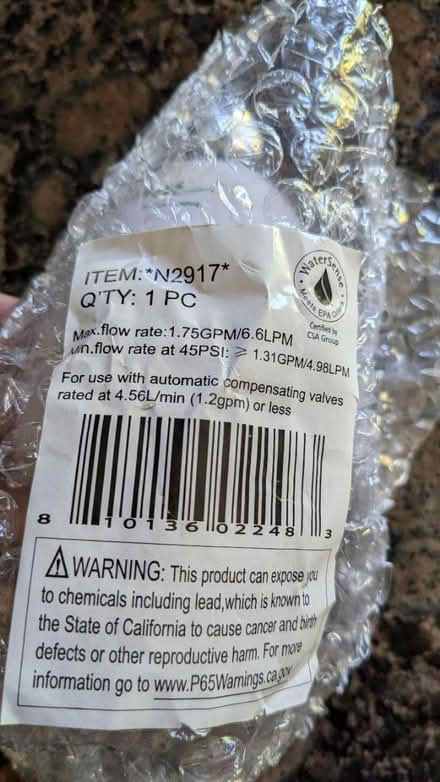 ITEM:*N2917*
Q'TY: 1 PC
WaterSense
Meets EPA
Certified by
CSA Group
Max.flow rate:1.75GPM/6.6LPM
Min.flow rate at 45PSI: ⩾ 1.31GPM/4.98LPM
For use with automatic compensating valves
rated at 4.56L/min (1.2gpm) or less
8 10136 02248 3
WARNING: This product can expose you
to chemicals including lead,which is known to
the State of California to cause cancer and birth
defects or other reproductive harm. For more
information go to www.P65Warnings.ca.gov